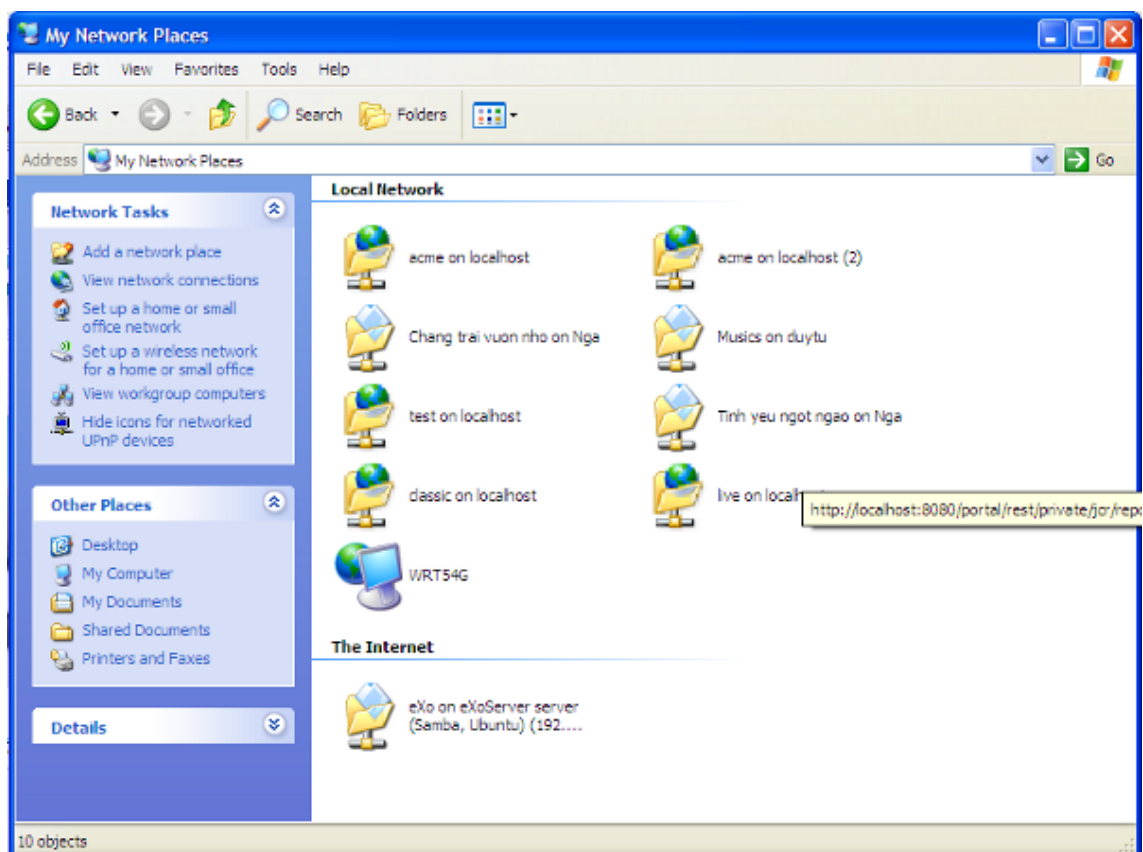 My Network Places
File Edit View Favorites Tools Help
Back Search Folders
Address My Network Places Go
Network Tasks
Add a network place
View network connections
Set up a home or small
office network
Set up a wireless network
for a home or small office
View workgroup computers
Hide icons for networked
UPnP devices
Other Places
Desktop
My Computer
My Documents
Shared Documents
Printers and Faxes
Details
Local Network
acme on localhost
acme on localhost (2)
Chang trai vuon nho on Nga
Musics on duytu
test on localhost
Tinh yeu ngot ngao on Nga
classic on localhost
live on localh
http://localhost:8080/portal/rest/private/jcr/repo
WRT54G
The Internet
eXo on eXoServer server
(Samba, Ubuntu) (192....
10 objects